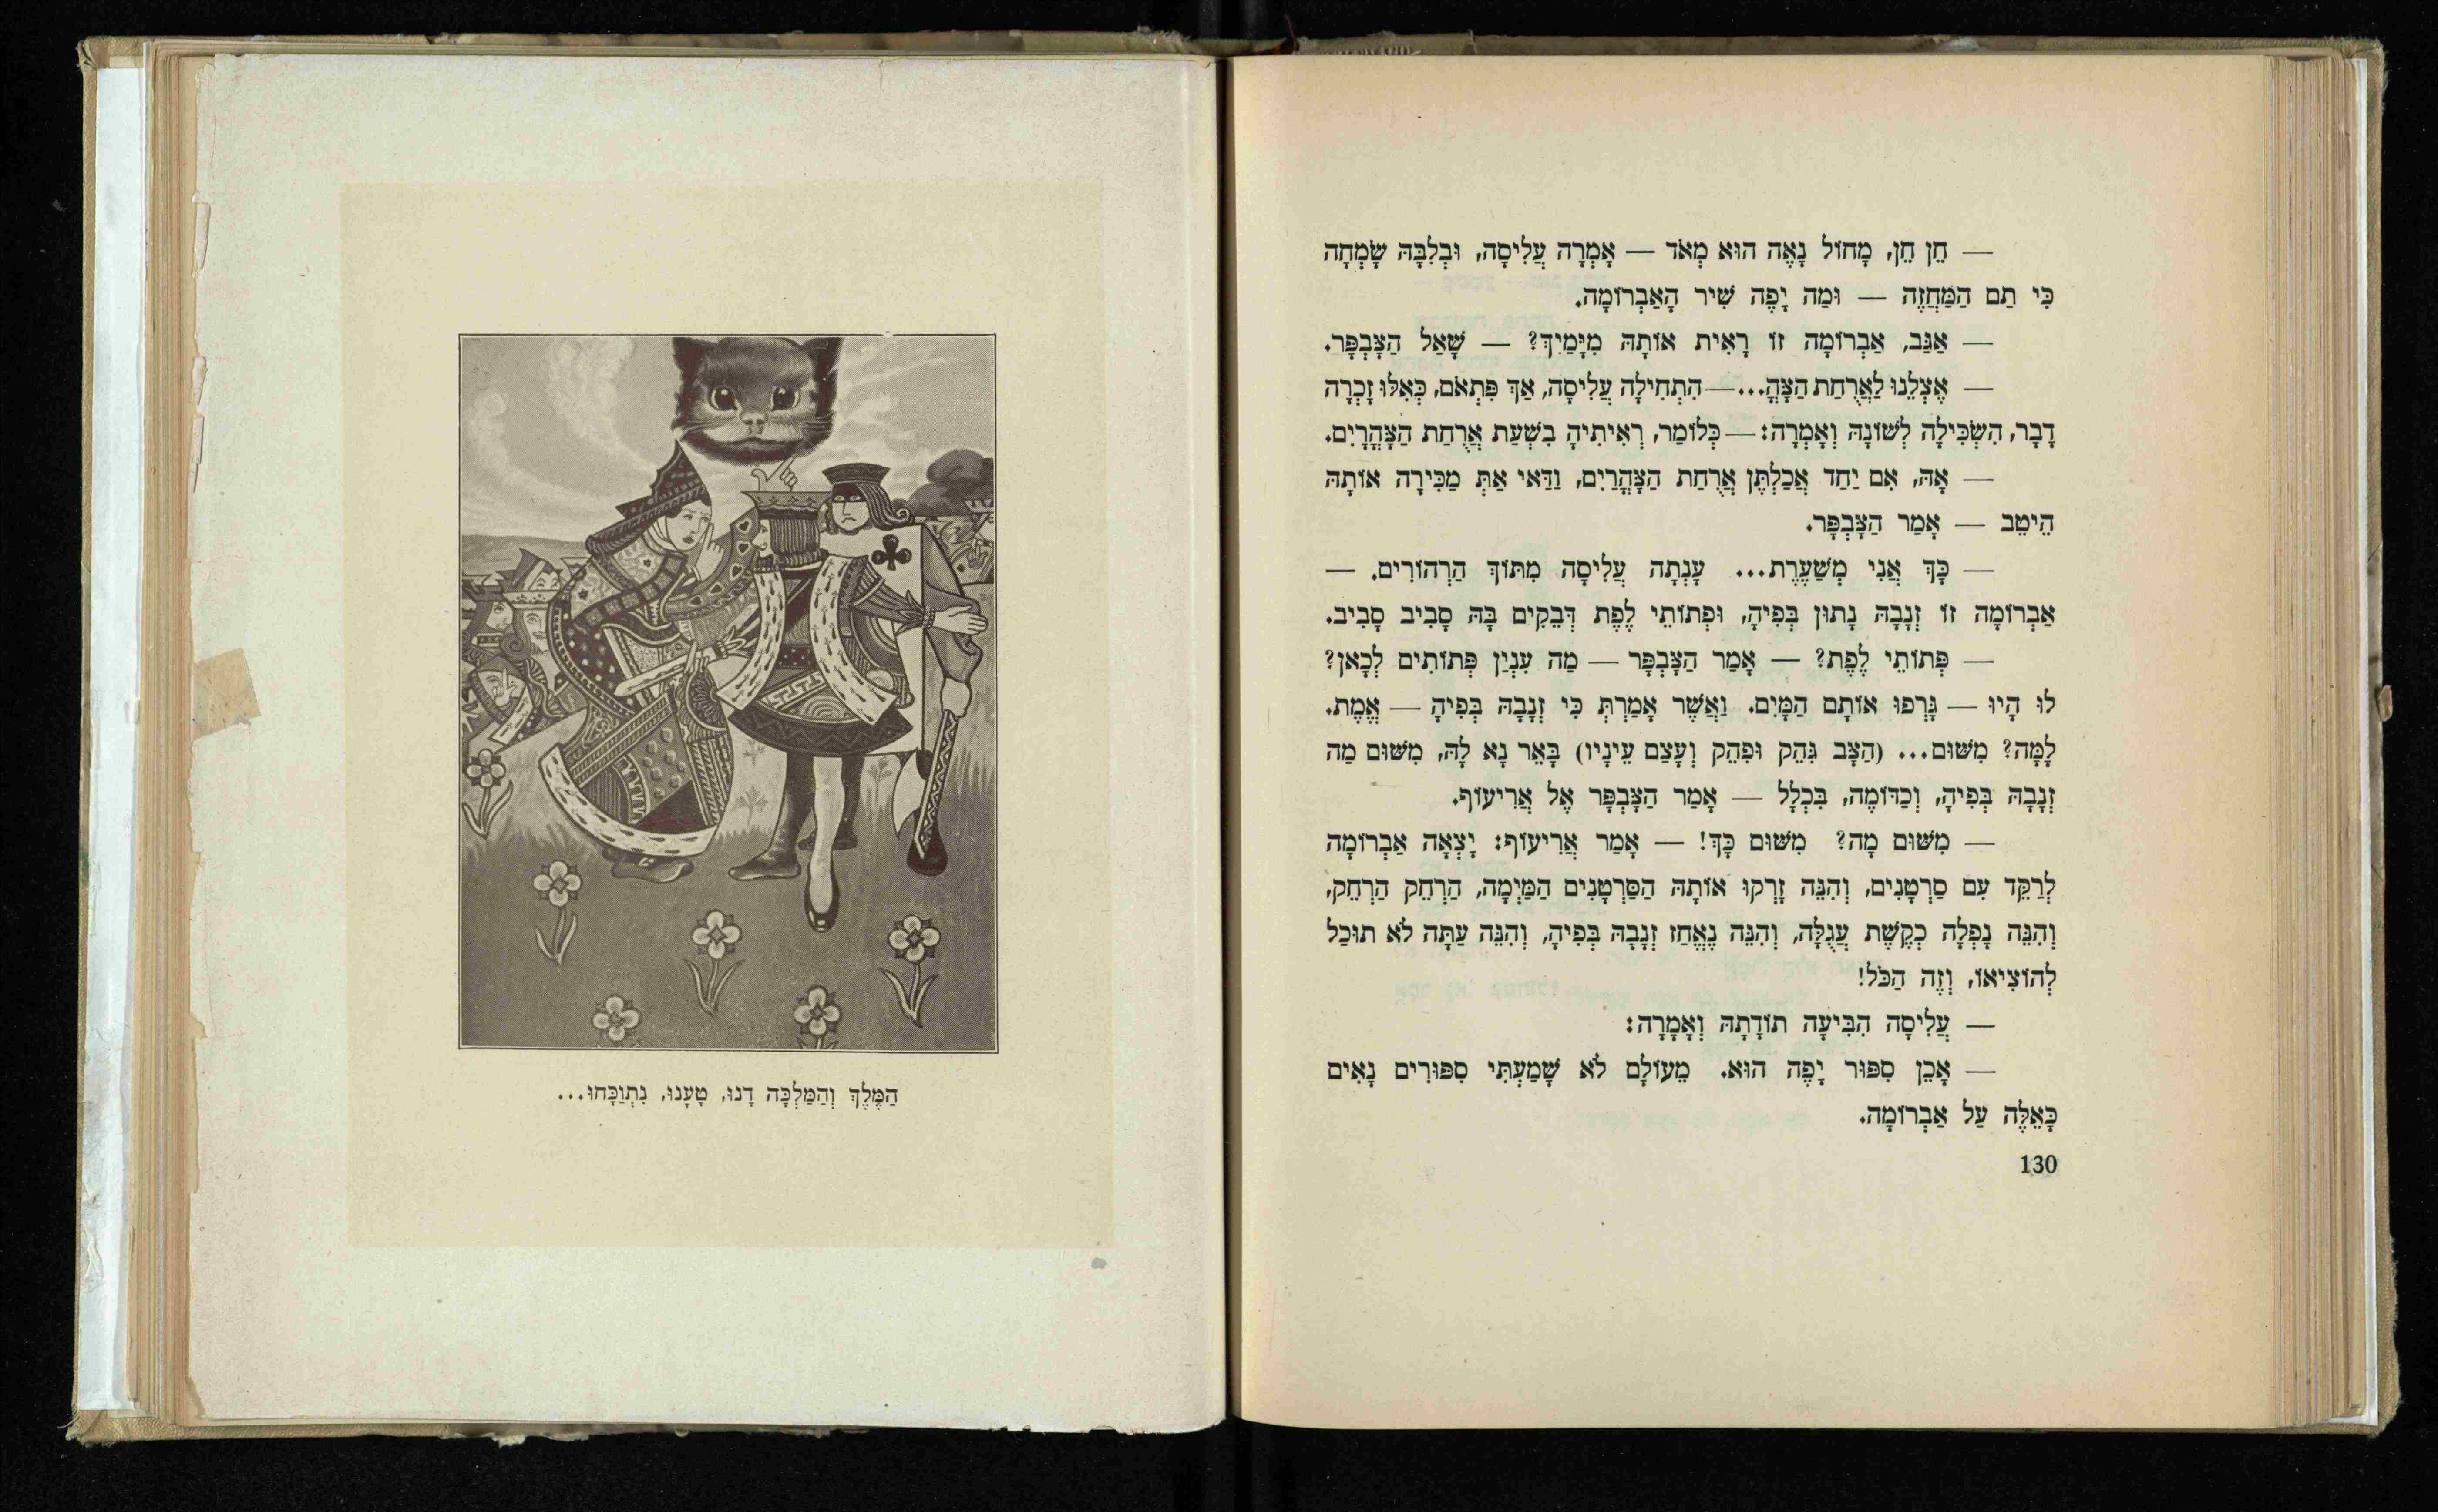 — חֵן חֵן, מָחוֹל נָאֶה הוּא מְאֹד — אָמְרָה עֲלִיסָה, וּבְלִבָּהּ שָׂמְחָה
כִּי תַם הַמַּחֲזֶה — וּמַה יָפֶה שִׁיר הָאַבְרוֹמָה.
— אַגַּב, אַבְרוֹמָה זוֹ רָאִית אוֹתָהּ מִיָּמַיִךְ? — שָׁאַל הַצָּבְפָּר.
— אֶצְלֵנוּ לַאֲרֻחַת הַצָּהֳ... — הִתְחִילָה עֲלִיסָה, אַךְ פִּתְאֹם, כְּאִלּוּ זָכְרָה
דָבָר, הִשְׂכִּילָה לְשׁוֹנָהּ וְאָמְרָה: — כְּלוֹמַר, רְאִיתִיהָ בִשְׁעַת אֲרֻחַת הַצָּהֳרָיִם.
— אָהּ, אִם יַחַד אֲכַלְתֶּן אֲרֻחַת הַצָּהֳרַיִם, וַדַּאי אַתְּ מַכִּירָה אוֹתָהּ
הֵיטֵב — אָמַר הַצָּבְפָּר.
— כָּךְ אֲנִי מְשַׁעֶרֶת... עָנְתָה עֲלִיסָה מִתּוֹךְ הַרְהוֹרִים. —
אַבְרוֹמָה זוֹ זְנָבָהּ נָתוּן בְּפִיהָ, וּפְתוֹתֵי לֶפֶת דְּבֵקִים בָּהּ סָבִיב סָבִיב.
— פְּתוֹתֵי לֶפֶת? — אָמַר הַצָּבְפָּר — מַה עִנְיַן פְּתוֹתִים לְכָאן?
לוּ הָיוּ — גָּרְפוּ אוֹתָם הַמָּיִם. וַאֲשֶׁר אָמַרְתְּ כִּי זְנָבָהּ בְּפִיהָ — אֱמֶת.
לָמָּה? מִשּׁוּם... (הַצָּב גִּהֵק וּפִהֵק וְעָצַם עֵינָיו) בָּאֵר נָא לָהּ, מִשּׁוּם מַה
זְנָבָהּ בְּפִיהָ, וְכַדּוֹמֶה, בִּכְלָל — אָמַר הַצָּבְפָּר אֶל אֲרִיעוֹף.
— מִשּׁוּם מָה? מִשּׁוּם כָּךְ! — אָמַר אֲרִיעוֹף: יָצְאָה אַבְרוֹמָה
לְרַקֵּד עִם סַרְטָנִים, וְהִנֵּה זָרְקוּ אוֹתָהּ הַסַּרְטָנִים הַמַּיְמָה, הַרְחֵק הַרְחֵק,
וְהִנֵּה נָפְלָה כְקֶשֶׁת עֲגֻלָּה, וְהִנֵּה נֶאֱחַז זְנָבָהּ בְּפִיהָ, וְהִנֵּה עַתָּה לֹא תוּכַל
לְהוֹצִיאוֹ, וְזֶה הַכֹּל!
— עֲלִיסָה הִבִּיעָה תוֹדָתָהּ וְאָמְרָה:
— אָכֵן סִפּוּר יָפֶה הוּא. מֵעוֹלָם לֹא שָׁמַעְתִּי סִפּוּרִים נָאִים
כָּאֵלֶּה עַל אַבְרוֹמָה.
130
הַמֶּלֶךְ וְהַמַּלְכָּה דָנוּ, טָעֲנוּ, נִתְוַכְּחוּ...